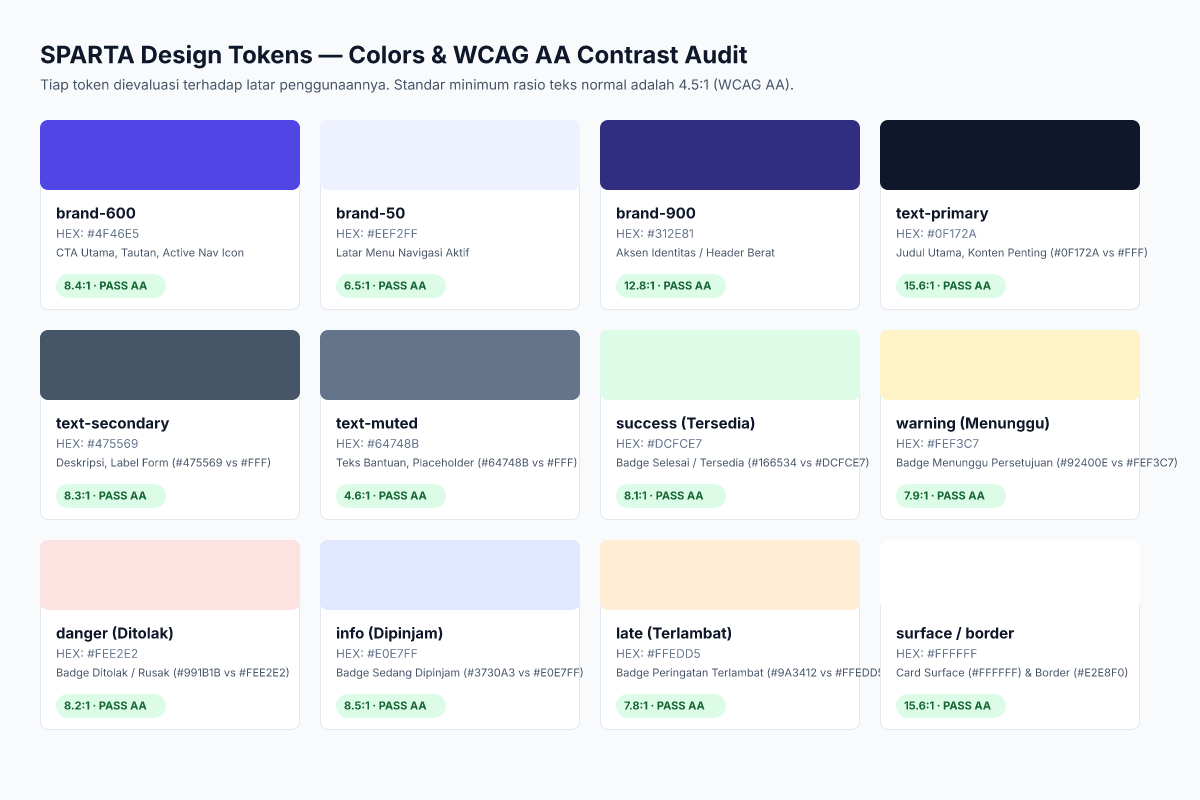 SPARTA Design Tokens — Colors & WCAG AA Contrast Audit
Tiap token dievaluasi terhadap latar penggunaannya. Standar minimum rasio teks normal adalah 4.5:1 (WCAG AA).
brand-600
HEX: #4F46E5
CTA Utama, Tautan, Active Nav Icon
8.4:1 · PASS AA
brand-50
HEX: #EEF2FF
Latar Menu Navigasi Aktif
6.5:1 · PASS AA
brand-900
HEX: #312E81
Aksen Identitas / Header Berat
12.8:1 · PASS AA
text-primary
HEX: #0F172A
Judul Utama, Konten Penting (#0F172A vs #FFF)
15.6:1 · PASS AA
text-secondary
HEX: #475569
Deskripsi, Label Form (#475569 vs #FFF)
8.3:1 · PASS AA
text-muted
HEX: #64748B
Teks Bantuan, Placeholder (#64748B vs #FFF)
4.6:1 · PASS AA
success (Tersedia)
HEX: #DCFCE7
Badge Selesai / Tersedia (#166534 vs #DCFCE7)
8.1:1 · PASS AA
warning (Menunggu)
HEX: #FEF3C7
Badge Menunggu Persetujuan (#92400E vs #FEF3C7)
7.9:1 · PASS AA
danger (Ditolak)
HEX: #FEE2E2
Badge Ditolak / Rusak (#991B1B vs #FEE2E2)
8.2:1 · PASS AA
info (Dipinjam)
HEX: #E0E7FF
Badge Sedang Dipinjam (#3730A3 vs #E0E7FF)
8.5:1 · PASS AA
late (Terlambat)
HEX: #FFEDD5
Badge Peringatan Terlambat (#9A3412 vs #FFEDD5
7.8:1 · PASS AA
surface / border
HEX: #FFFFFF
Card Surface (#FFFFFF) & Border (#E2E8F0)
15.6:1 · PASS AA